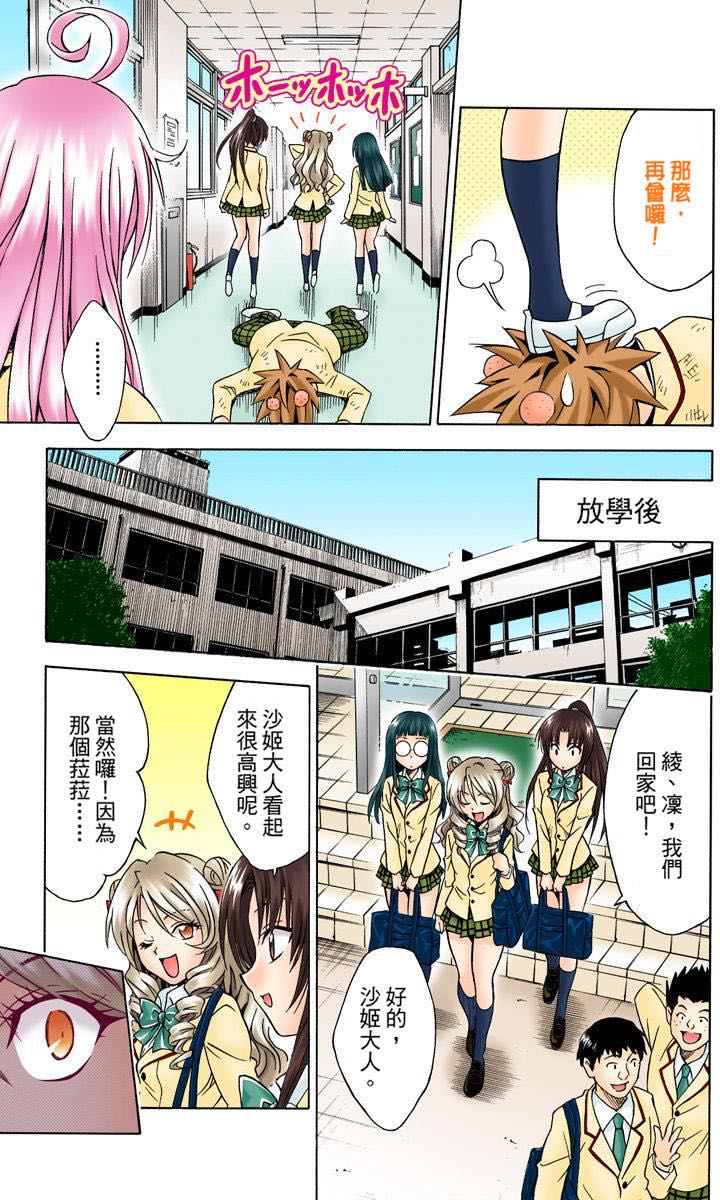 那麼，
再會囉！
ホーッホッホ
………
放學後
綾、凜，我們
回家吧！
好的，
沙姬大人。
沙姬大人看起
來很高興呢。
當然囉！因為
那個菈菈……